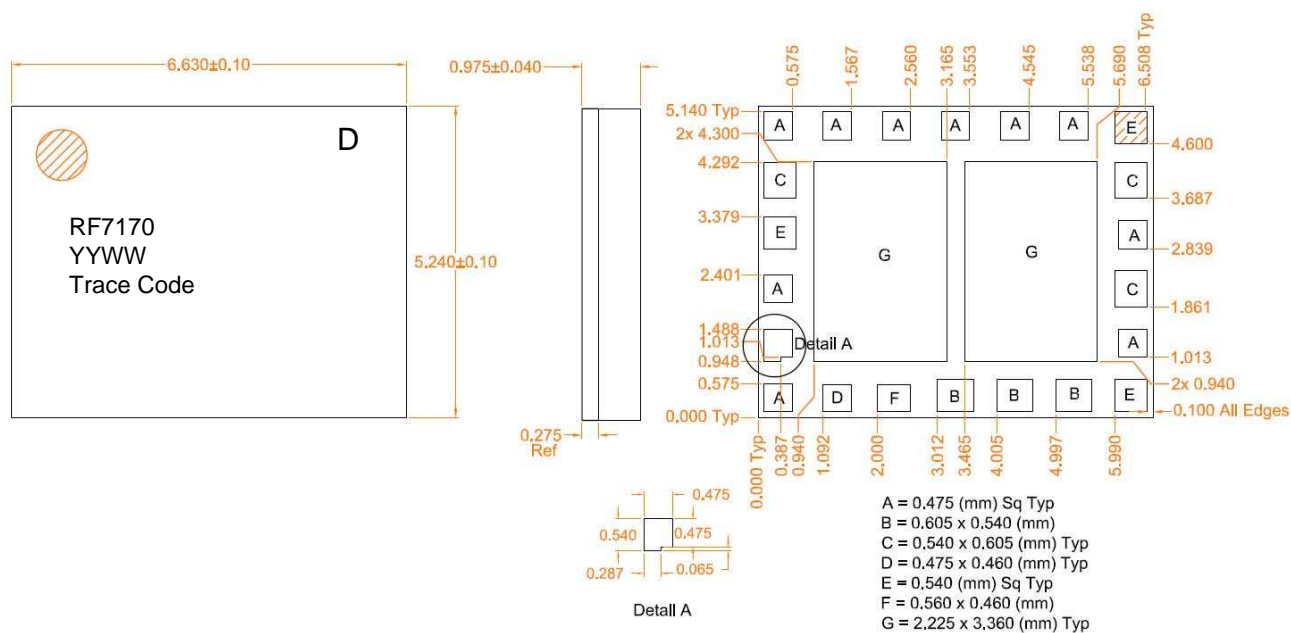 6.630±0.10
0.975±0.040
D
RF7170
YYWW
Trace Code
5.240±0.10
0.275
Ref
0.575
1.567
2.560
3.165
3.553
4.545
5.538
5.690
6.508 Typ
5.140 Typ
2x 4.300
4.292
3.379
2.401
1.488
1.013
0.948
0.575
0.000 Typ
A
A
A
A
A
A
E
C
C
E
A
G
G
A
C
Detail A
A
A
D
F
B
B
B
E
4.600
3.687
2.839
1.861
1.013
2x 0.940
0.100 All Edges
0.000 Typ
0.387
0.940
1.092
2.000
3.012
3.465
4.005
4.997
5.990
0.475
0.540
0.475
0.287
0.065
Detail A
A = 0.475 (mm) Sq Typ
B = 0.605 x 0.540 (mm)
C = 0.540 x 0.605 (mm) Typ
D = 0.475 x 0.460 (mm) Typ
E = 0.540 (mm) Sq Typ
F = 0.560 x 0.460 (mm)
G = 2.225 x 3.360 (mm) Typ